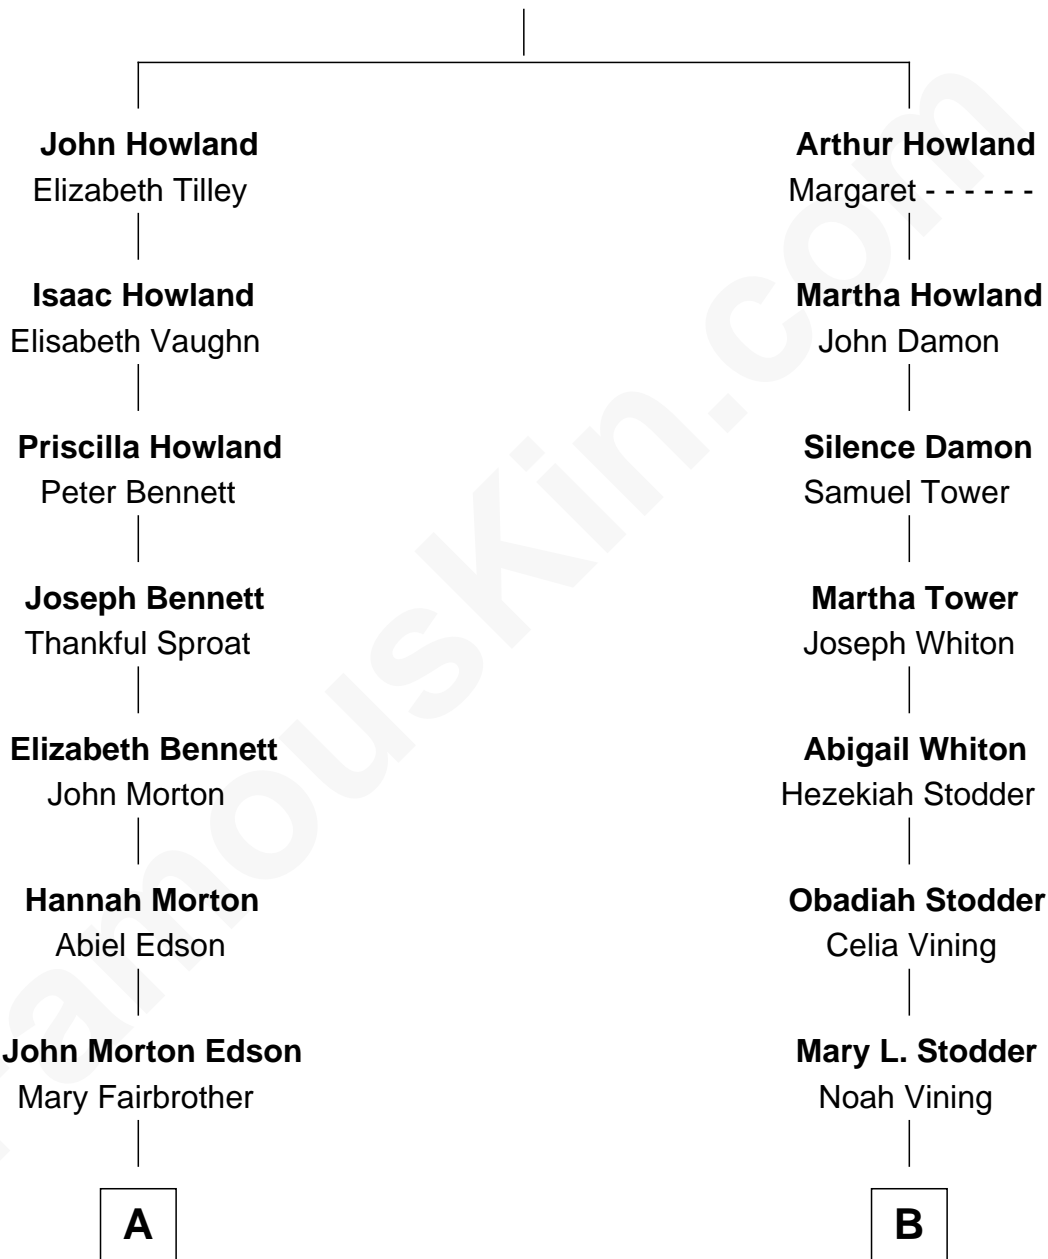 John Howland
Elizabeth Tilley
Isaac Howland
Elisabeth Vaughn
Priscilla Howland
Peter Bennett
Joseph Bennett
Thankful Sproat
Elizabeth Bennett
John Morton
Hannah Morton
Abiel Edson
John Morton Edson
Mary Fairbrother
A
Arthur Howland
Margaret - - - - - -
Martha Howland
John Damon
Silence Damon
Samuel Tower
Martha Tower
Joseph Whiton
Abigail Whiton
Hezekiah Stodder
Obadiah Stodder
Celia Vining
Mary L. Stodder
Noah Vining
B
FamousKin.com